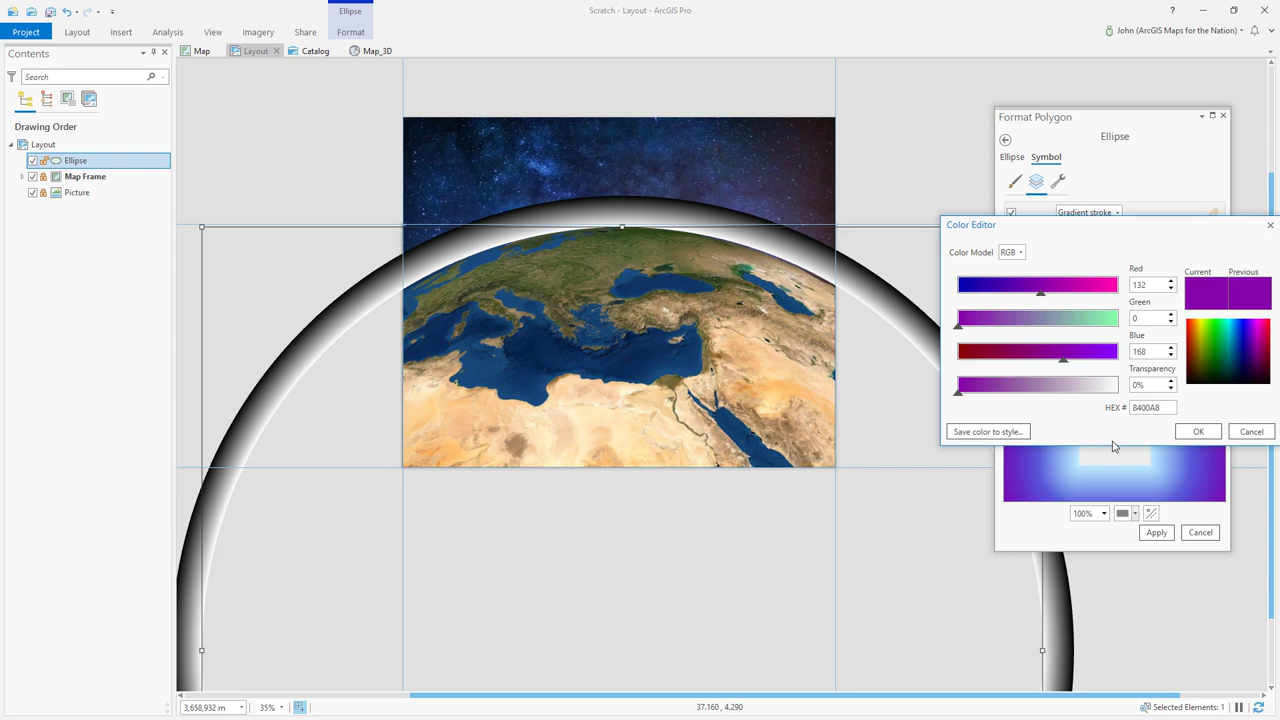 Ellipse
Scratch - Layout - ArcGIS Pro
?
Project
Layout
Insert
Analysis
View
Imagery
Share
Format
John (ArcGIS Maps for the Nation)
Contents
Map
Layout
Catalog
Map_3D
Search
Drawing Order
Layout
Ellipse
Map Frame
Picture
Format Polygon
Ellipse
Ellipse
Symbol
Gradient stroke
Color Editor
Color Model
RGB
Red
132
Green
0
Blue
168
Transparency
0%
HEX #
8400A8
Current
Previous
Save color to style...
OK
Cancel
100%
Apply
Cancel
3,658,932 m
35%
37.160 , 4.290
Selected Elements: 1